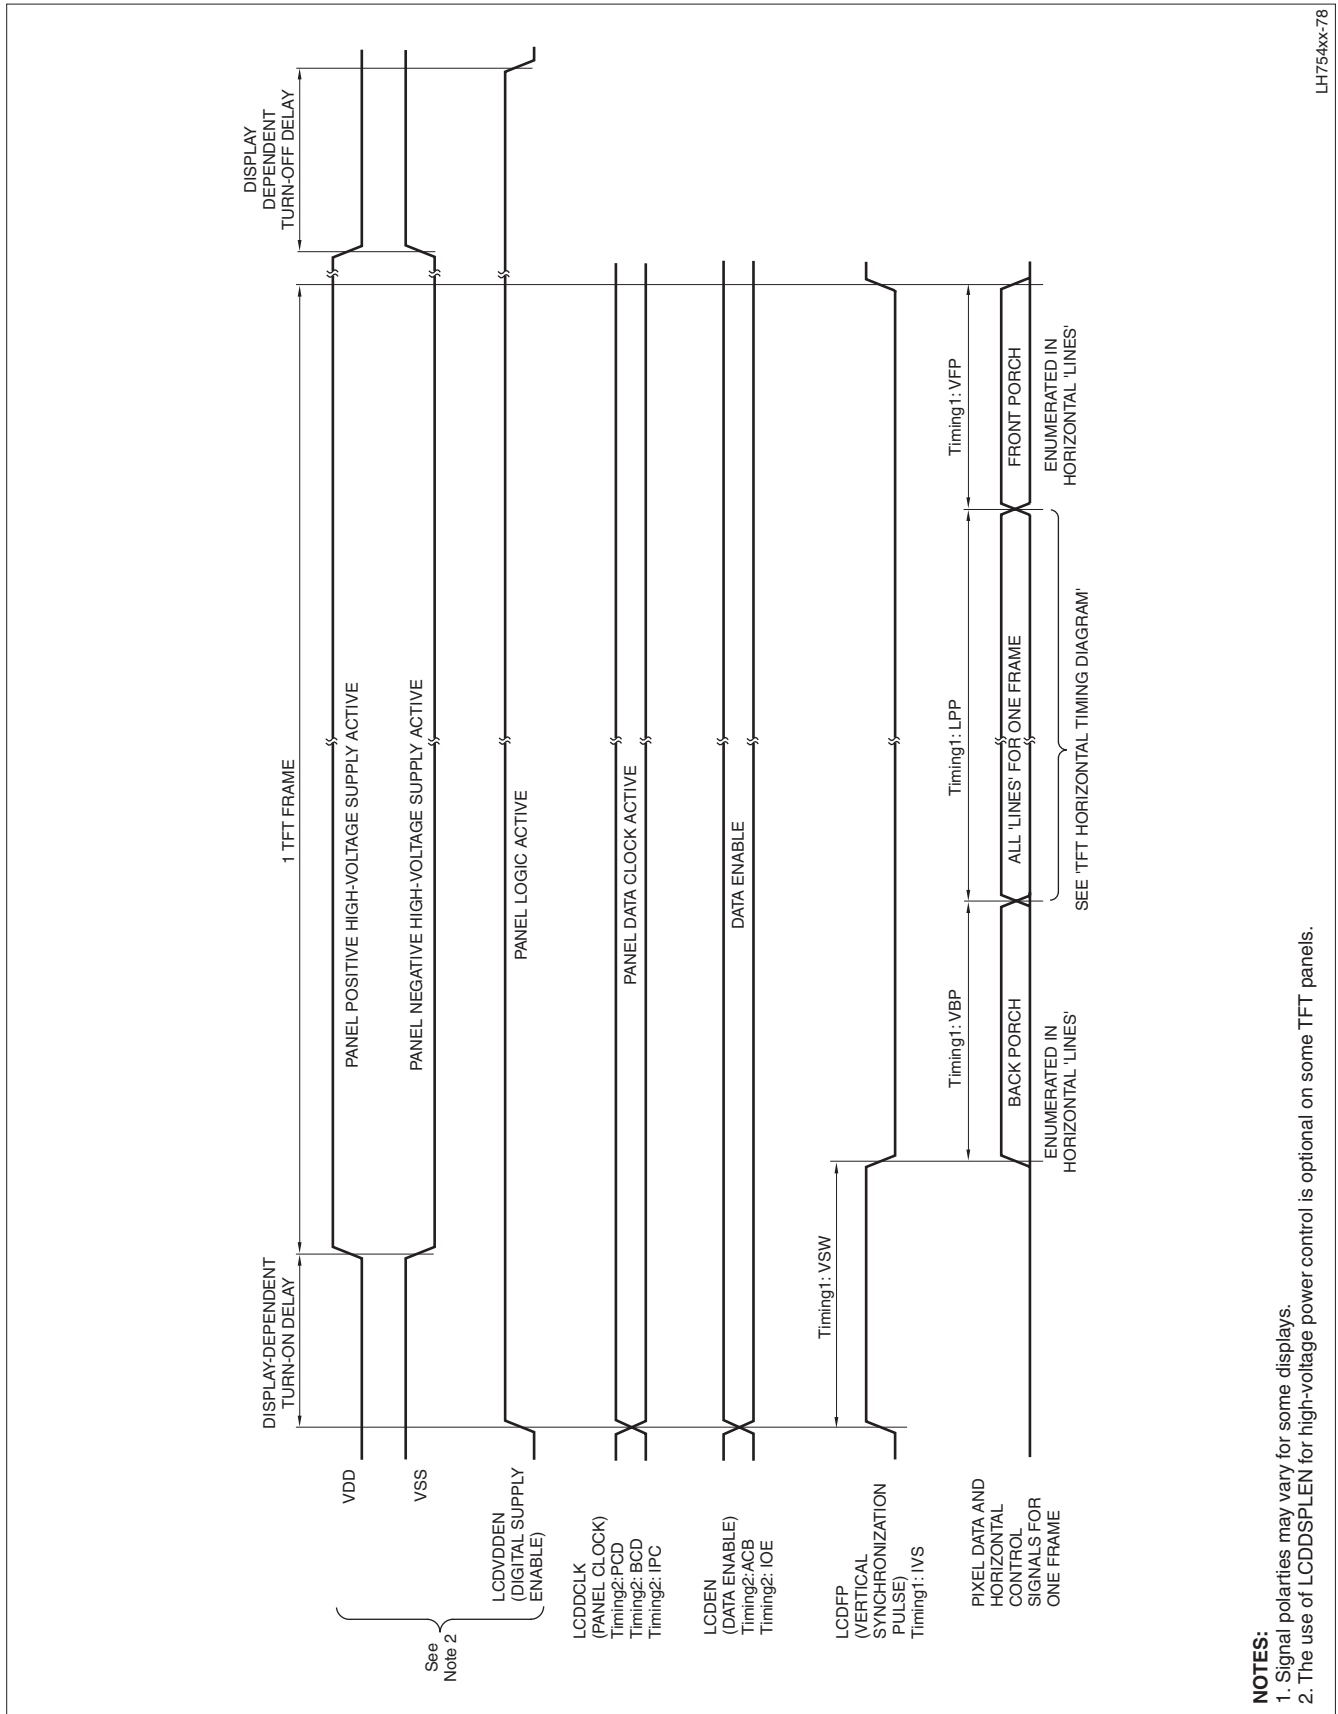 DISPLAY-DEPENDENT
TURN-ON DELAY
1 TFT FRAME
DISPLAY
DEPENDENT
TURN-OFF DELAY
VDD
PANEL POSITIVE HIGH-VOLTAGE SUPPLY ACTIVE
VSS
PANEL NEGATIVE HIGH-VOLTAGE SUPPLY ACTIVE
See
Note 2
LCDVDDEN
(DIGITAL SUPPLY
ENABLE)
PANEL LOGIC ACTIVE
LCDDCLK
(PANEL CLOCK)
Timing2: PCD
Timing2: BCD
Timing2: IPC
PANEL DATA CLOCK ACTIVE
LCDEN
(DATA ENABLE)
Timing2: ACB
Timing2: IOE
DATA ENABLE
Timing1: VSW
LCDFP
(VERTICAL
SYNCHRONIZATION
PULSE)
Timing1: IVS
Timing1: VBP
Timing1: LPP
Timing1: VFP
PIXEL DATA AND
HORIZONTAL
CONTROL
SIGNALS FOR
ONE FRAME
BACK PORCH
ALL 'LINES' FOR ONE FRAME
FRONT PORCH
ENUMERATED IN
HORIZONTAL 'LINES'
SEE 'TFT HORIZONTAL TIMING DIAGRAM'
ENUMERATED IN
HORIZONTAL 'LINES'
NOTES:
1. Signal polarties may vary for some displays.
2. The use of LCDDSPLEN for high-voltage power control is optional on some TFT panels.
LH754xx-78